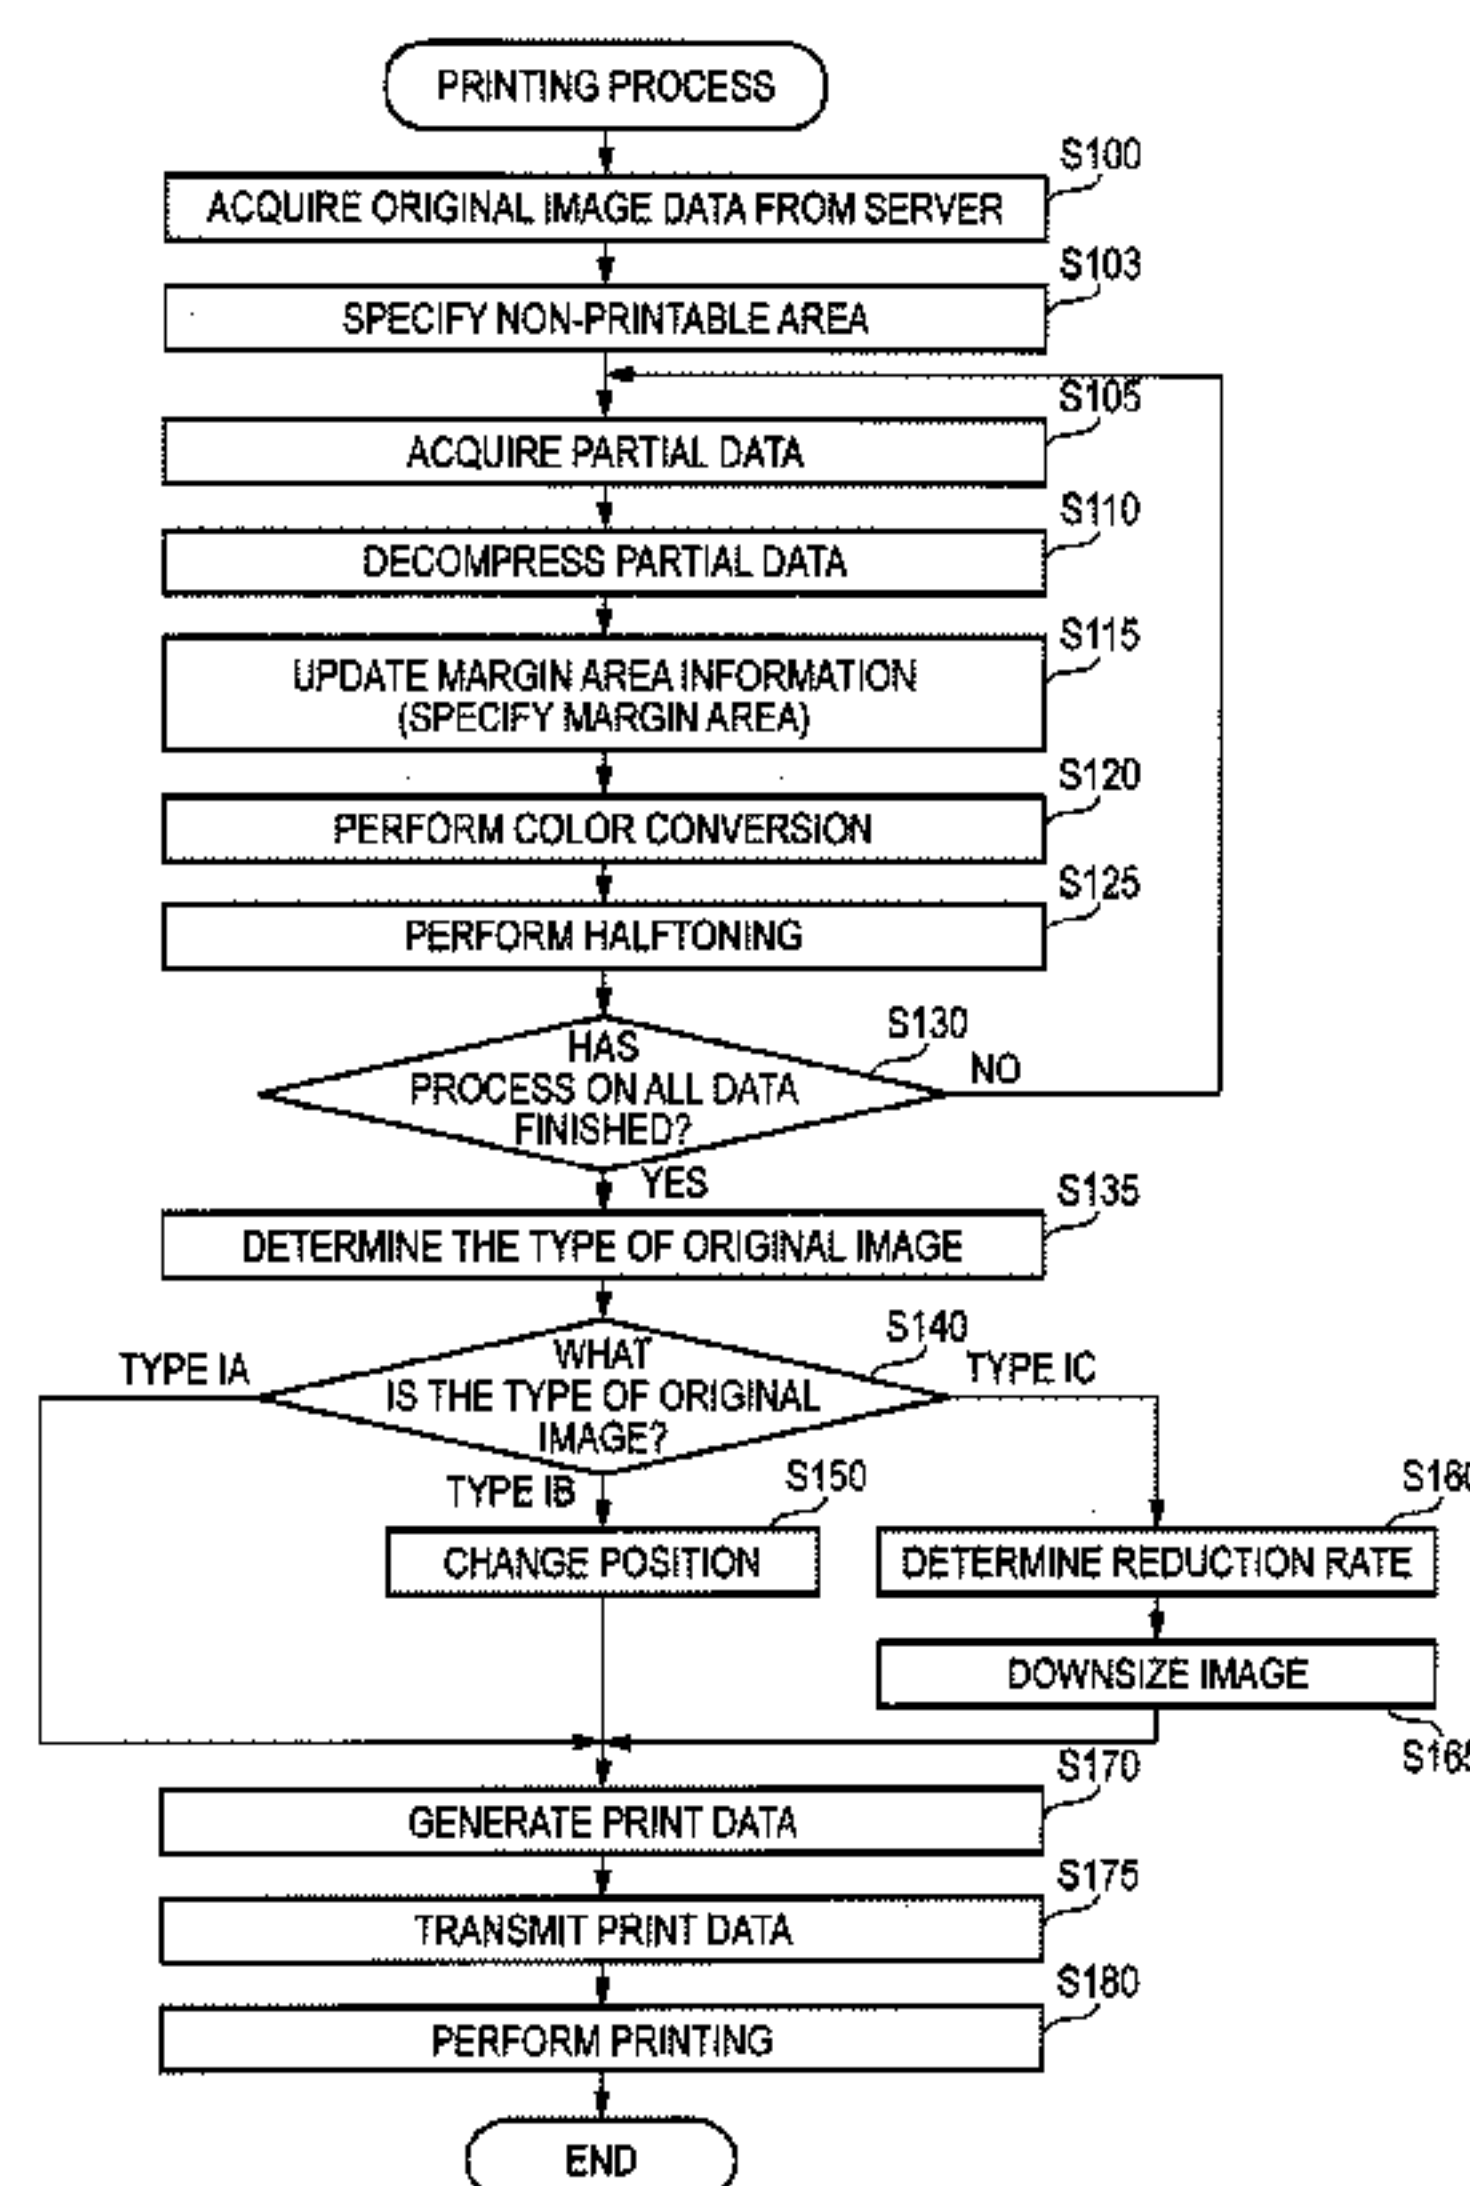 PRINTING PROCESS
S100
ACQUIRE ORIGINAL IMAGE DATA FROM SERVER
S103
SPECIFY NON-PRINTABLE AREA
S105
ACQUIRE PARTIAL DATA
S110
DECOMPRESS PARTIAL DATA
S115
UPDATE MARGIN AREA INFORMATION
(SPECIFY MARGIN AREA)
S120
PERFORM COLOR CONVERSION
S125
PERFORM HALFTONING
S130
HAS
PROCESS ON ALL DATA
FINISHED?
NO
YES
S135
DETERMINE THE TYPE OF ORIGINAL IMAGE
S140
WHAT
IS THE TYPE OF ORIGINAL
IMAGE?
TYPE IA
TYPE IC
TYPE IB
S150
CHANGE POSITION
S160
DETERMINE REDUCTION RATE
DOWNSIZE IMAGE
S165
S170
GENERATE PRINT DATA
S175
TRANSMIT PRINT DATA
S180
PERFORM PRINTING
END